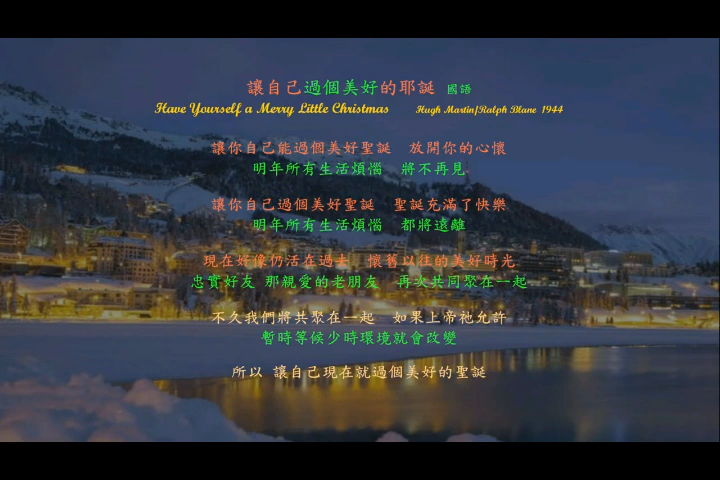 讓自己過個美好的耶誕 國語
Have Yourself a Merry Little Christmas Hugh Martin/Ralph Blane 1944
讓你自己能過個美好聖誕 放開你的心懷
明年所有生活煩惱 將不再見
讓你自己過個美好聖誕 聖誕充滿了快樂
明年所有生活煩惱 都將遠離
現在好像仍活在過去 懷舊以往的美好時光
忠實好友 那親愛的老朋友 再次共同聚在一起
不久我們將共聚在一起 如果上帝祂允許
暫時等候少時環境就會改變
所以 讓自己現在就過個美好的聖誕